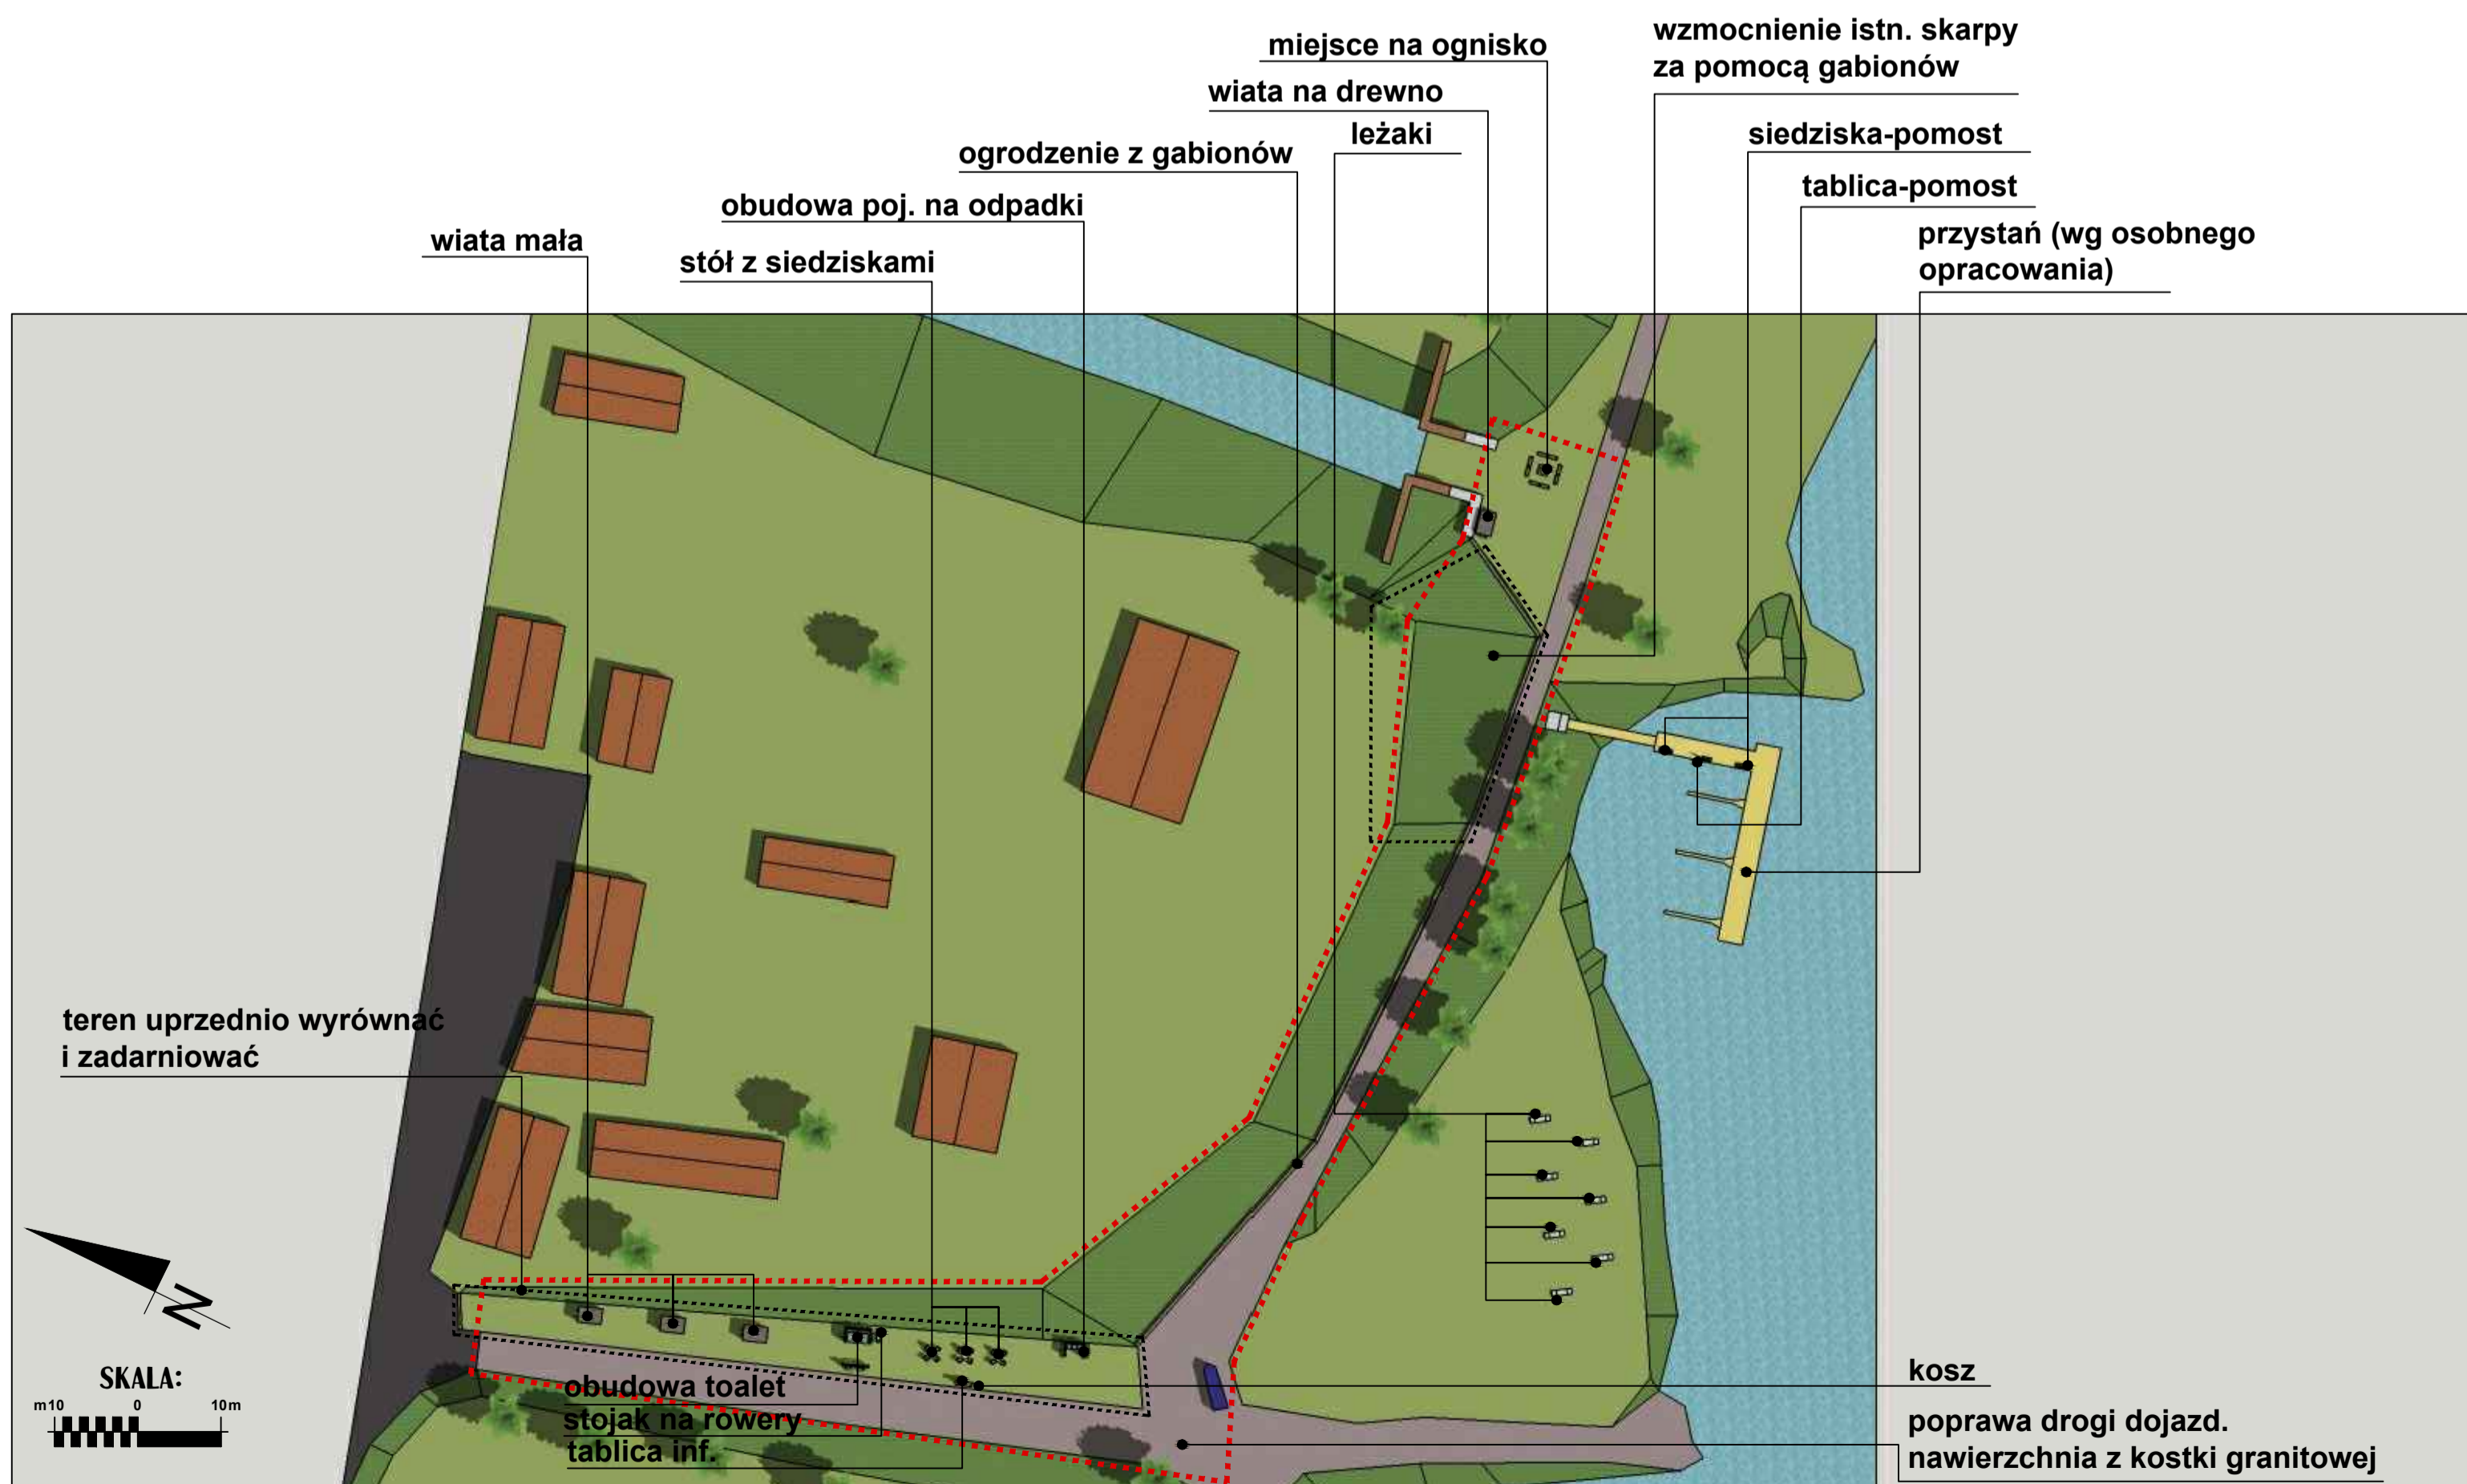 wzmocnienie istn. skarpy
za pomocą gabionów
miejsce na ognisko
wiata na drewno
leżaki
siedziska-pomost
ogrodzenie z gabionów
tablica-pomost
obudowa poj. na odpadki
przystań (wg osobnego
opracowania)
wiata mała
stół z siedziskami
teren uprzednio wyrównać
i zadarniować
N
SKALA:
m10 0 10m
obudowa toalet
stojak na rowery
tablica inf.
kosz
poprawa drogi dojazd.
nawierzchnia z kostki granitowej